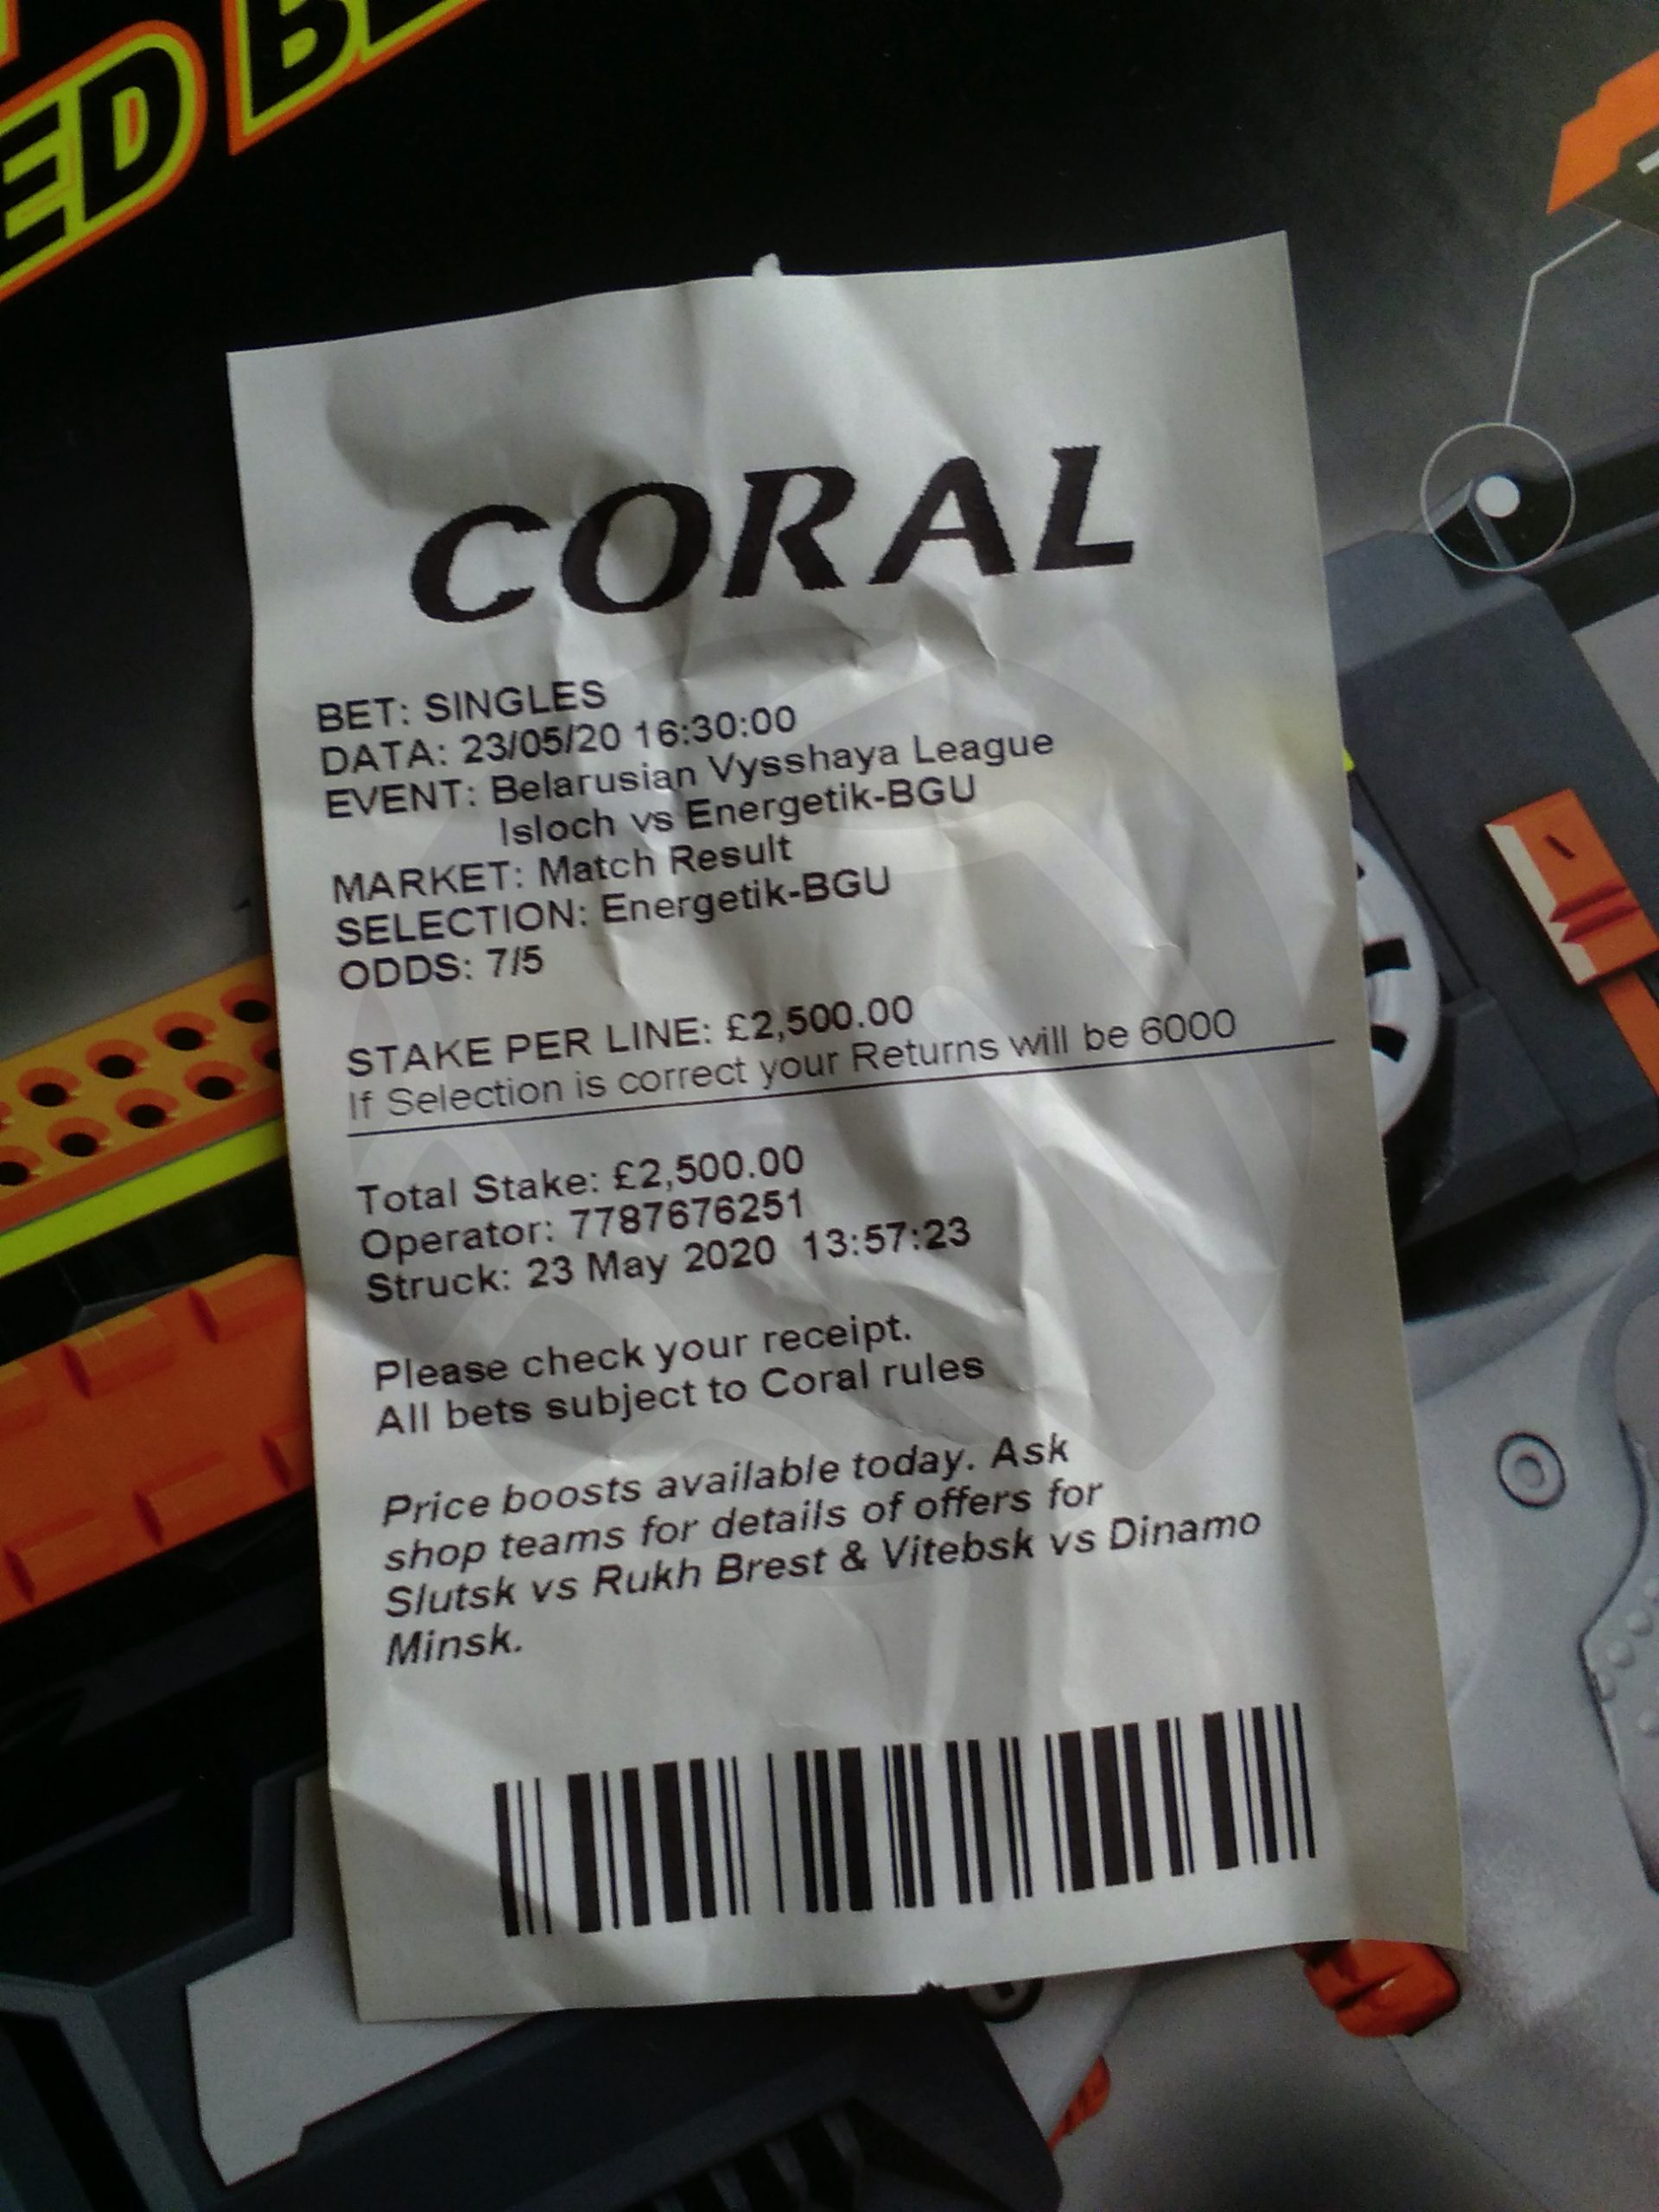 ED B
CORAL
BET: SINGLES
DATA: 23/05/20 16:30:00
EVENT: Belarusian Vysshaya League
Isloch vs Energetik-BGU
MARKET: Match Result
SELECTION: Energetik-BGU
ODDS: 7/5
STAKE PER LINE: £2,500.00
If Selection is correct your Returns will be 6000
Total Stake: £2,500.00
Operator: 7787676251
Struck: 23 May 2020 13:57:23
Please check your receipt.
All bets subject to Coral rules
Price boosts available today. Ask
shop teams for details of offers for
Slutsk vs Rukh Brest & Vitebsk vs Dinamo
Minsk.